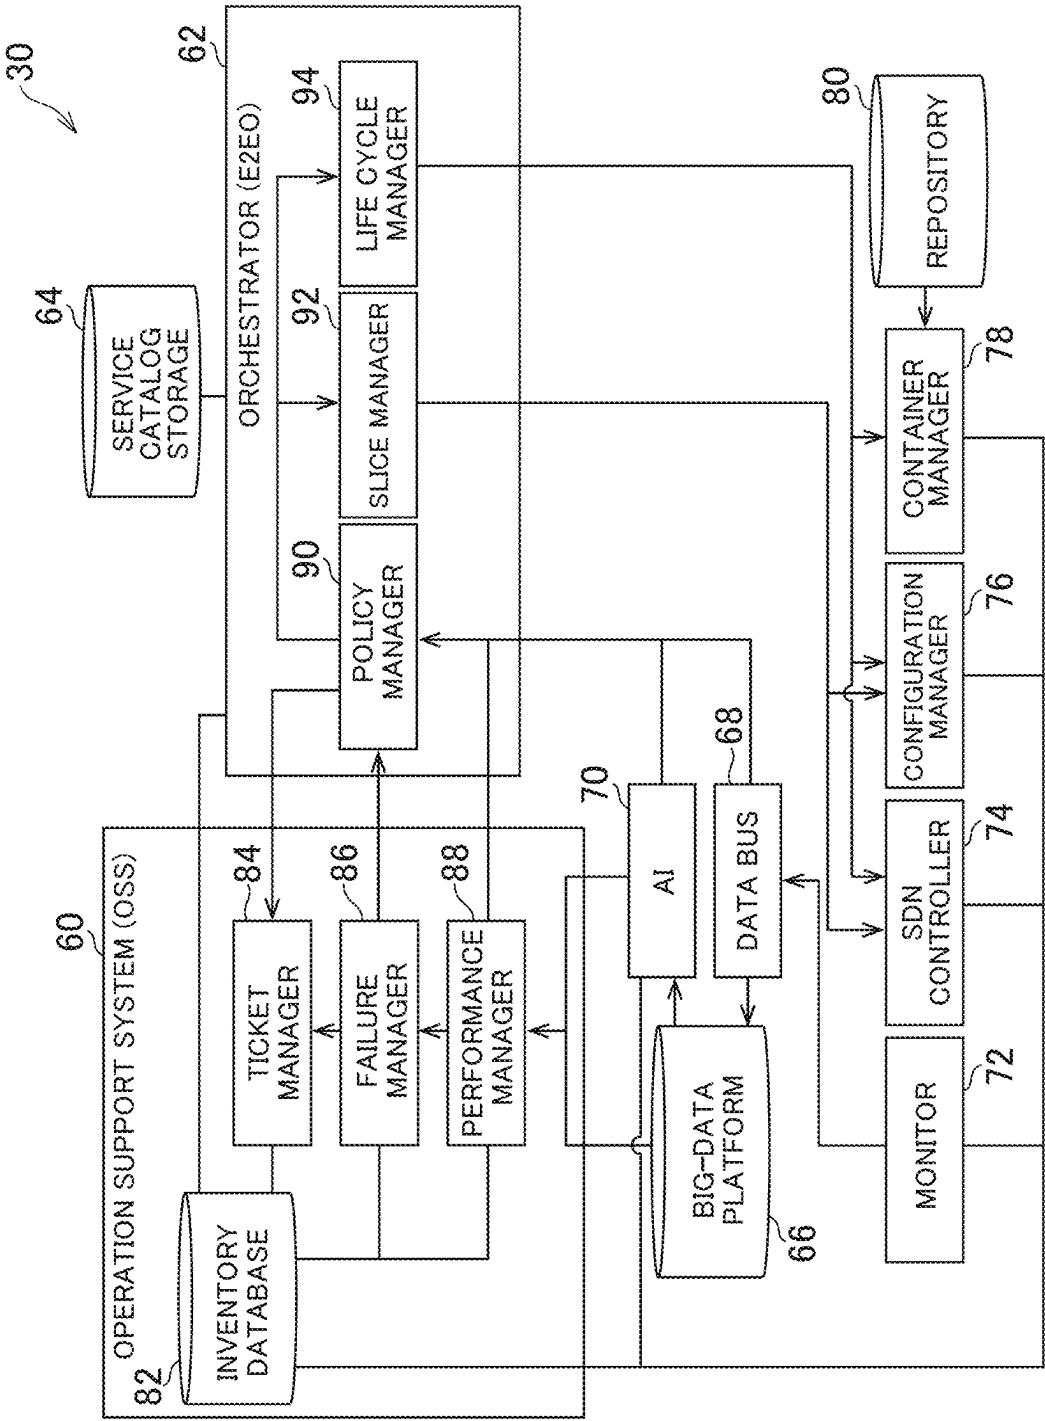 30
60
OPERATION SUPPORT SYSTEM (OSS)
82
INVENTORY
DATABASE
84
TICKET
MANAGER
86
FAILURE
MANAGER
88
PERFORMANCE
MANAGER
64
SERVICE
CATALOG
STORAGE
62
ORCHESTRATOR (E2EO)
90
POLICY
MANAGER
92
SLICE MANAGER
94
LIFE CYCLE
MANAGER
70
AI
68
DATA BUS
66
BIG-DATA
PLATFORM
72
MONITOR
74
SDN
CONTROLLER
76
CONFIGURATION
MANAGER
78
CONTAINER
MANAGER
80
REPOSITORY